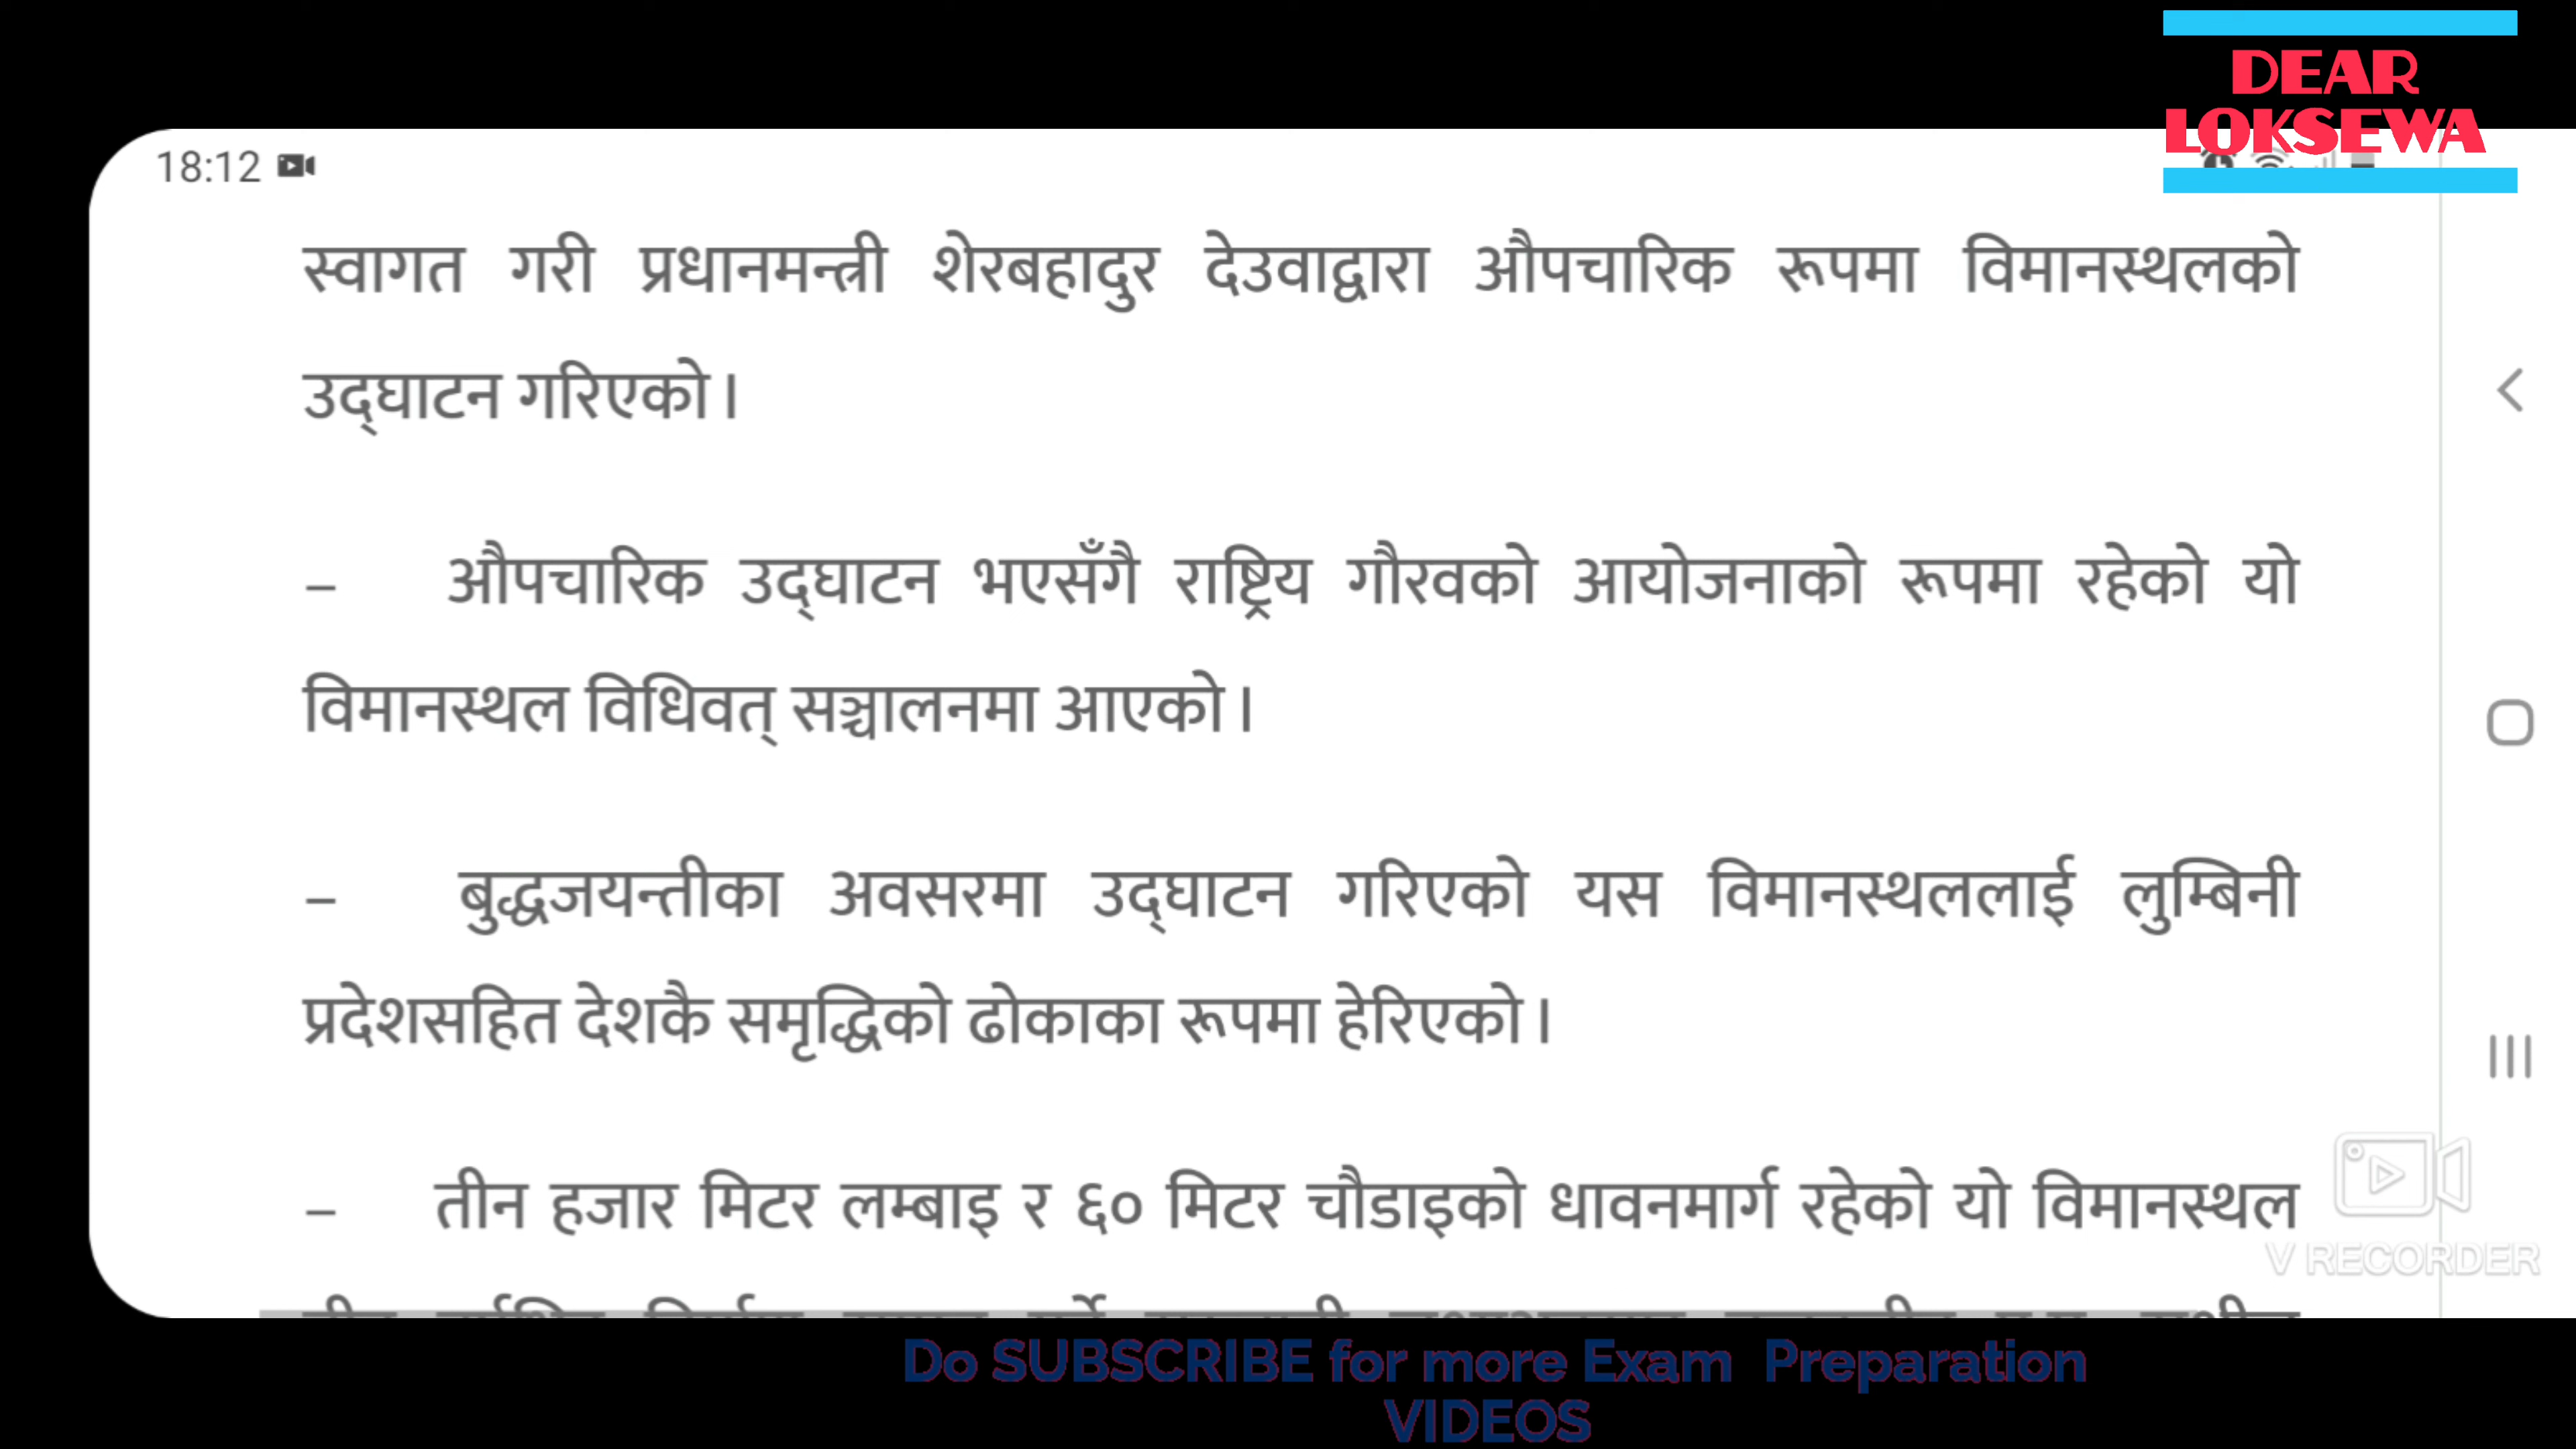 DEAR
LOKSEWA
18:12
स्वागत गरी प्रधानमन्त्री शेरबहादुर देउवाद्वारा औपचारिक रूपमा विमानस्थलको
उद्‌घाटन गरिएको।
– औपचारिक उद्‌घाटन भएसँगै राष्ट्रिय गौरवको आयोजनाको रूपमा रहेको यो
विमानस्थल विधिवत् सञ्चालनमा आएको।
– बुद्धजयन्तीका अवसरमा उद्‌घाटन गरिएको यस विमानस्थललाई लुम्बिनी
प्रदेशसहित देशकै समृद्धिको ढोकाका रूपमा हेरिएको।
– तीन हजार मिटर लम्बाइ र ६० मिटर चौडाइको धावनमार्ग रहेको यो विमानस्थल
V RECORDER
Do SUBSCRIBE for more Exam Preparation
VIDEOS